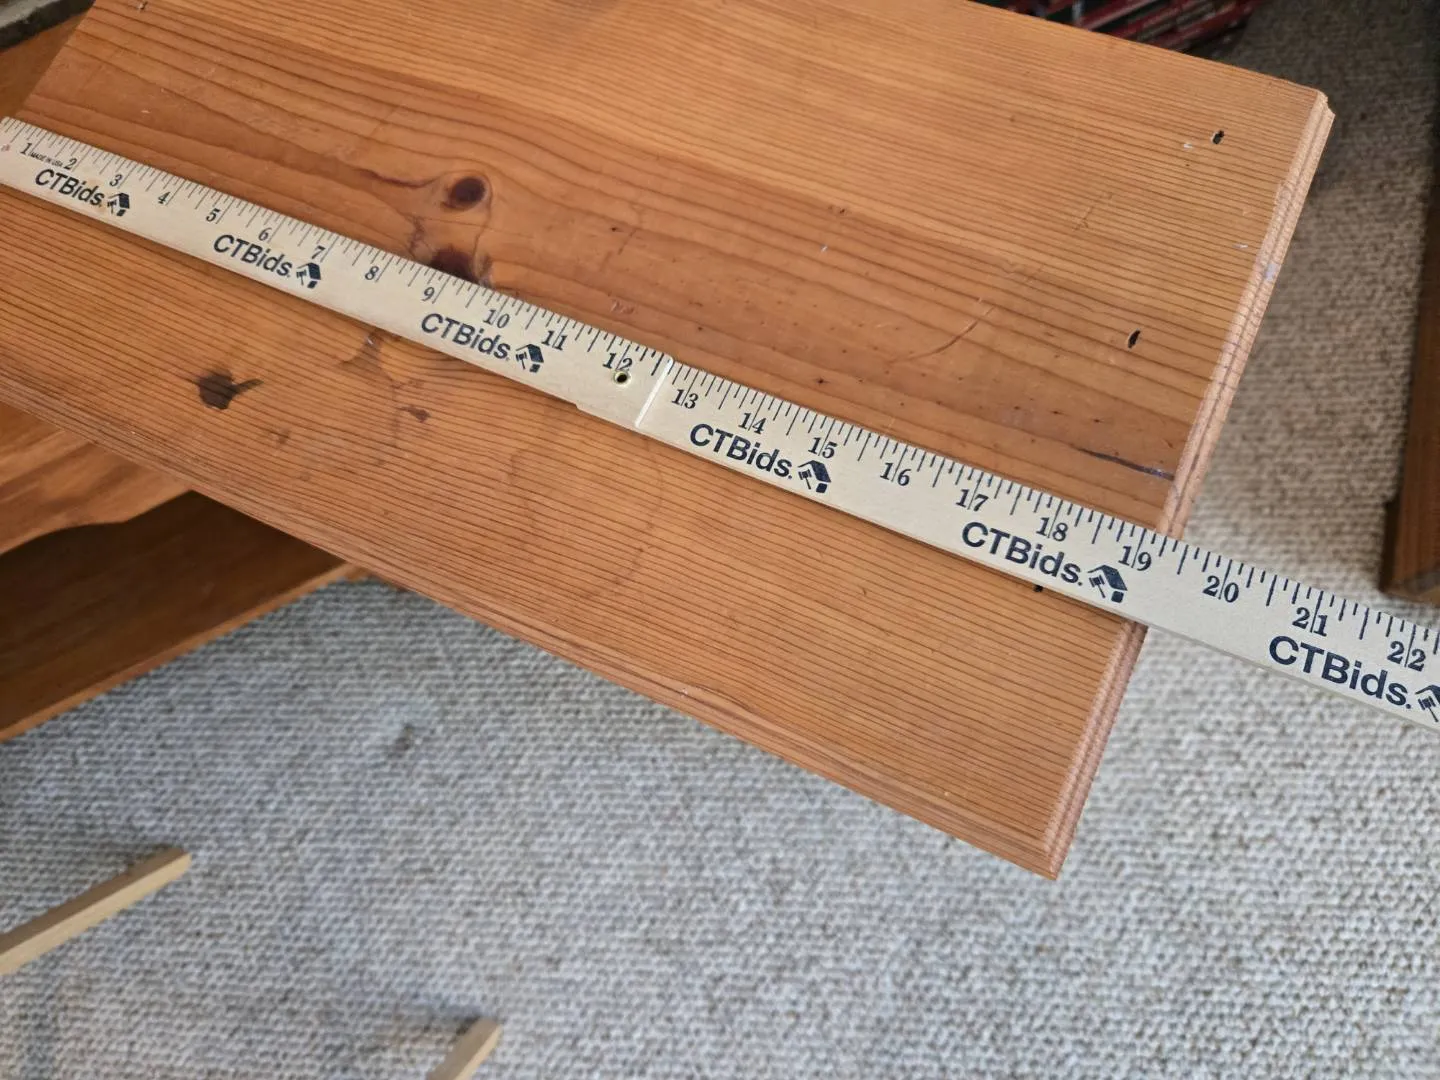 1 MADE IN USA 2 3 4 5 6 7 8 9 10 11 12 13 14 15 16 17 18 19 20 21 22
CTBids. CTBids. CTBids. CTBids. CTBids. CTBids.